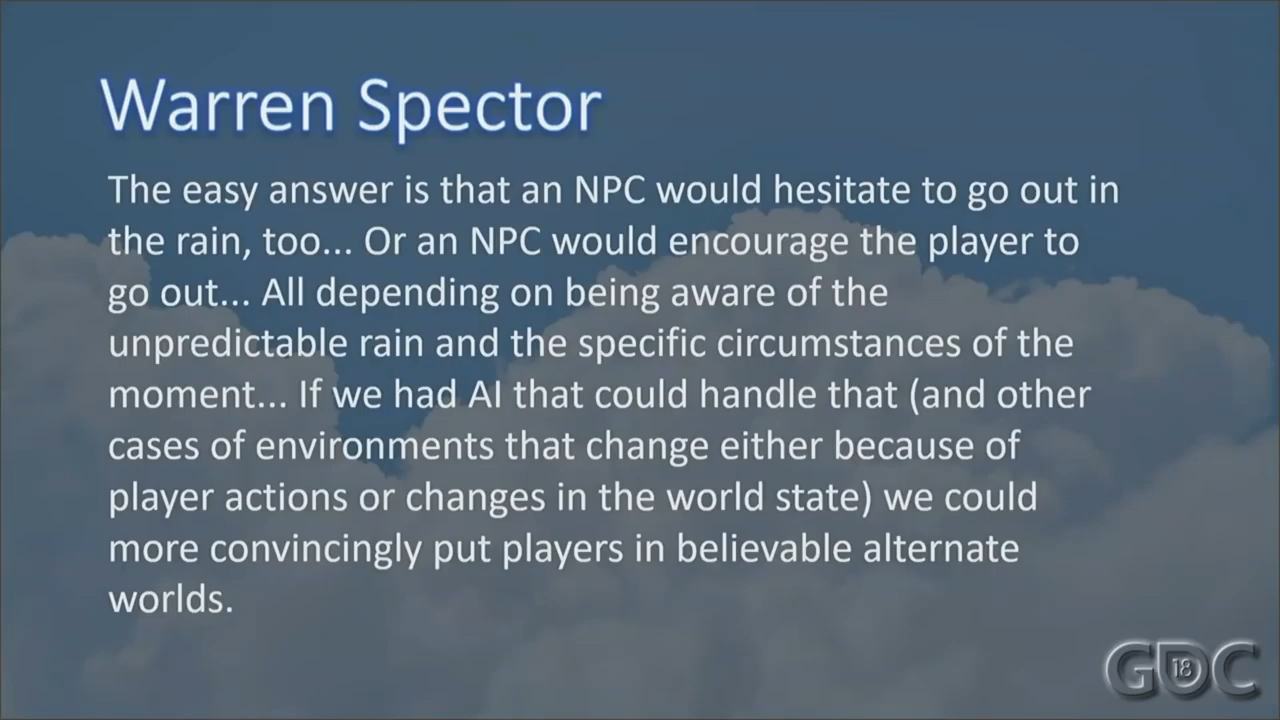 Warren Spector
The easy answer is that an NPC would hesitate to go out in
the rain, too... Or an NPC would encourage the player to
go out... All depending on being aware of the
unpredictable rain and the specific circumstances of the
moment... If we had AI that could handle that (and other
cases of environments that change either because of
player actions or changes in the world state) we could
more convincingly put players in believable alternate
worlds.
GDC
18